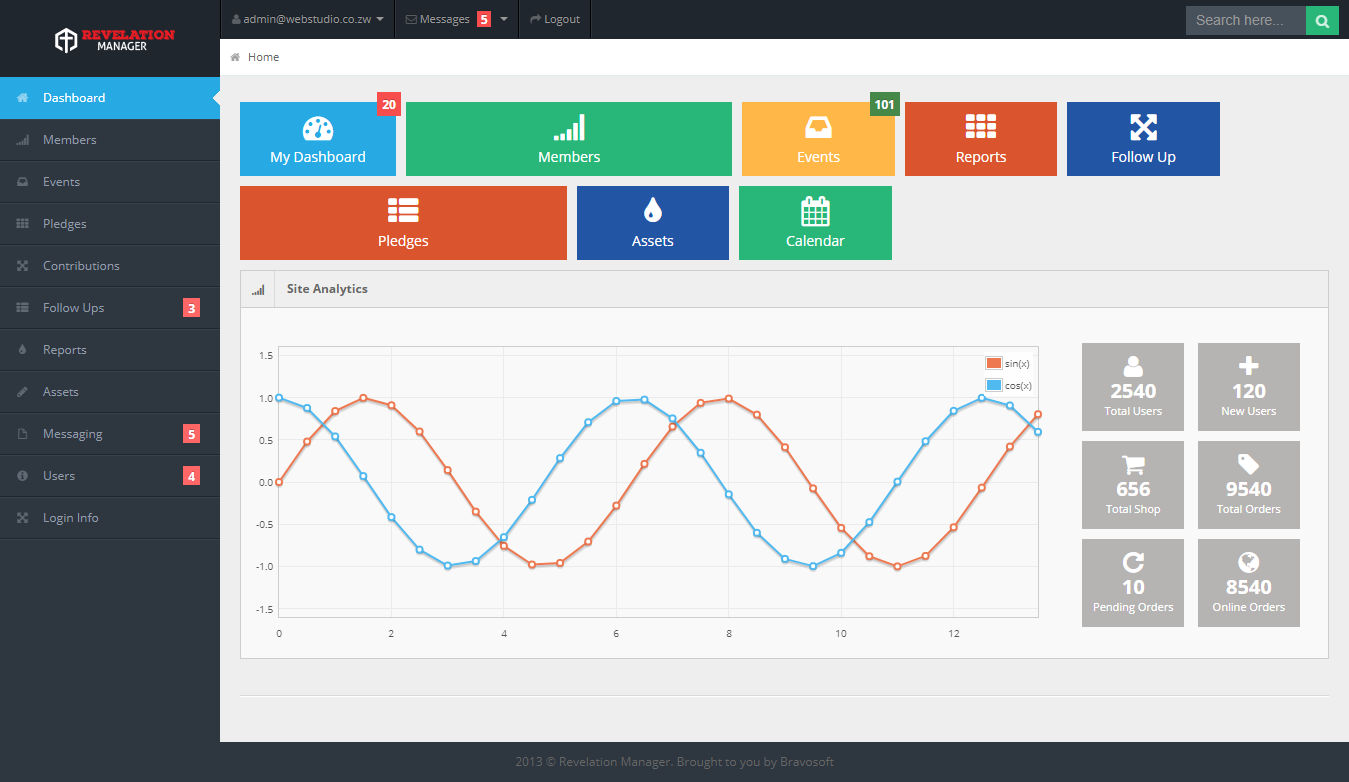 REVELATION
MANAGER
admin@webstudio.co.zw
Messages 5
Logout
Search here...
Home
Dashboard
Members
Events
Pledges
Contributions
Follow Ups 3
Reports
Assets
Messaging 5
Users 4
Login Info
20
My Dashboard
Members
101
Events
Reports
Follow Up
Pledges
Assets
Calendar
Site Analytics
1.5
1.0
0.5
0.0
-0.5
-1.0
-1.5
0 2 4 6 8 10 12
sin(x)
cos(x)
2540
Total Users
120
New Users
656
Total Shop
9540
Total Orders
10
Pending Orders
8540
Online Orders
2013 © Revelation Manager. Brought to you by Bravosoft